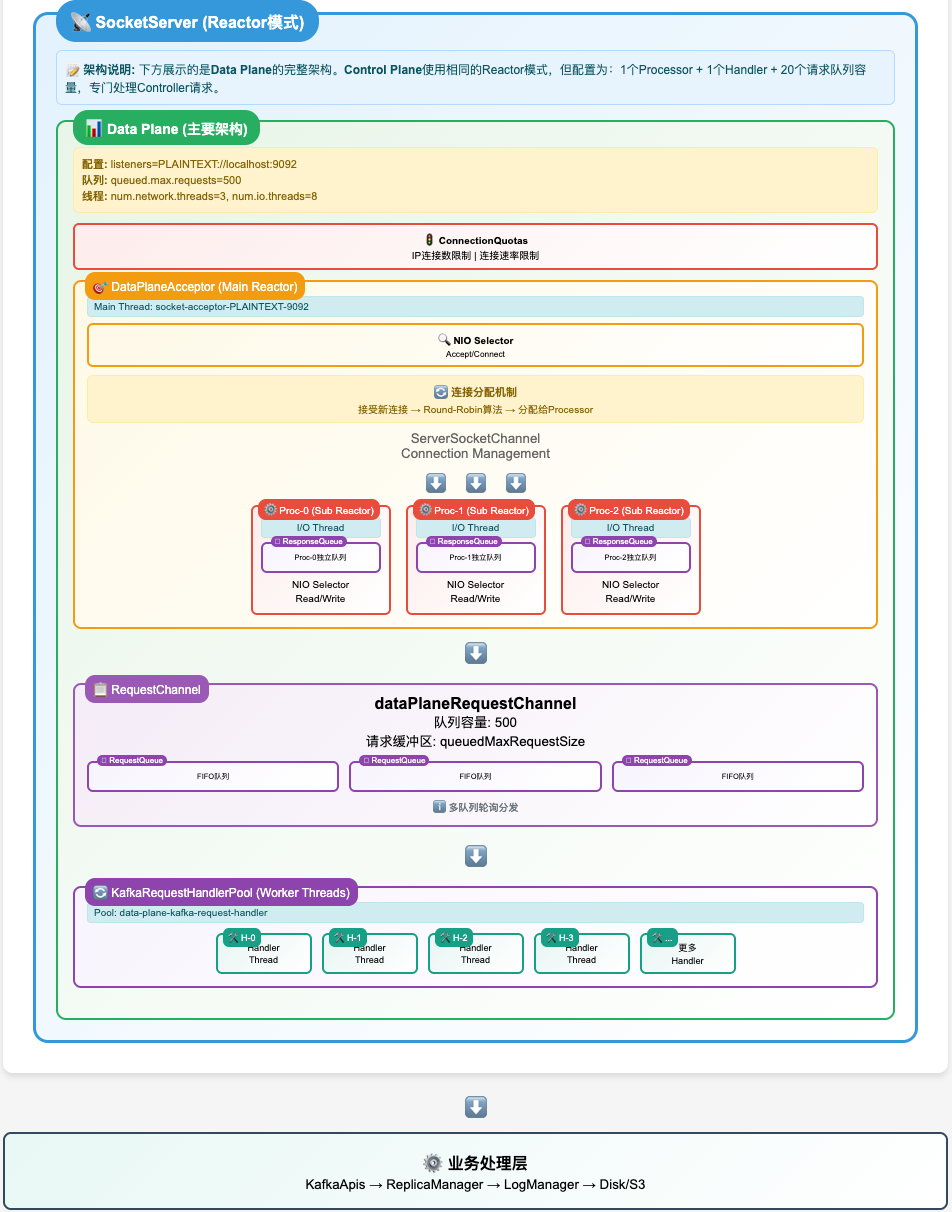 SocketServer (Reactor模式)
架构说明: 下方展示的是Data Plane的完整架构。Control Plane使用相同的Reactor模式，但配置为：1个Processor + 1个Handler + 20个请求队列容
量，专门处理Controller请求。
Data Plane (主要架构)
配置: listeners=PLAINTEXT://localhost:9092
队列: queued.max.requests=500
线程: num.network.threads=3, num.io.threads=8
ConnectionQuotas
IP连接数限制 | 连接速率限制
DataPlaneAcceptor (Main Reactor)
Main Thread: socket-acceptor-PLAINTEXT-9092
NIO Selector
Accept/Connect
连接分配机制
接受新连接 → Round-Robin算法 → 分配给Processor
ServerSocketChannel
Connection Management
Proc-0 (Sub Reactor)
I/O Thread
ResponseQueue
Proc-0独立队列
NIO Selector
Read/Write
Proc-1 (Sub Reactor)
I/O Thread
ResponseQueue
Proc-1独立队列
NIO Selector
Read/Write
Proc-2 (Sub Reactor)
I/O Thread
ResponseQueue
Proc-2独立队列
NIO Selector
Read/Write
RequestChannel
dataPlaneRequestChannel
队列容量: 500
请求缓冲区: queuedMaxRequestSize
RequestQueue
FIFO队列
RequestQueue
FIFO队列
RequestQueue
FIFO队列
多队列轮询分发
KafkaRequestHandlerPool (Worker Threads)
Pool: data-plane-kafka-request-handler
H-0
Handler
Thread
H-1
Handler
Thread
H-2
Handler
Thread
H-3
Handler
Thread
...
更多
Handler
业务处理层
KafkaApis → ReplicaManager → LogManager → Disk/S3